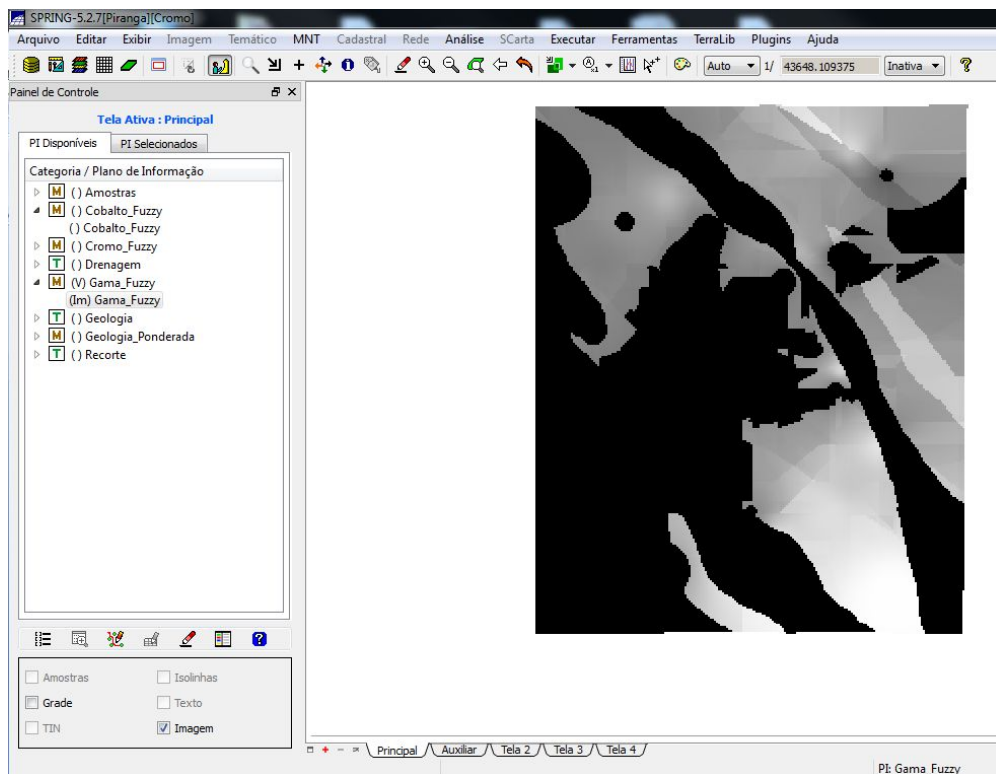 SPRING-5.2.7[Piranga][Cromo]
Arquivo Editar Exibir Imagem Temático MNT Cadastral Rede Análise SCarta Executar Ferramentas TerraLib Plugins Ajuda
Auto 1/ 43648.109375 Inativa
Painel de Controle
Tela Ativa : Principal
PI Disponíveis PI Selecionados
Categoria / Plano de Informação
M () Amostras
M () Cobalto_Fuzzy
() Cobalto_Fuzzy
M () Cromo_Fuzzy
T () Drenagem
M (V) Gama_Fuzzy
(Im) Gama_Fuzzy
T () Geologia
M () Geologia_Ponderada
T () Recorte
Amostras Isolinhas
Grade Texto
TIN Imagem
Principal Auxiliar Tela 2 Tela 3 Tela 4
PI: Gama_Fuzzy